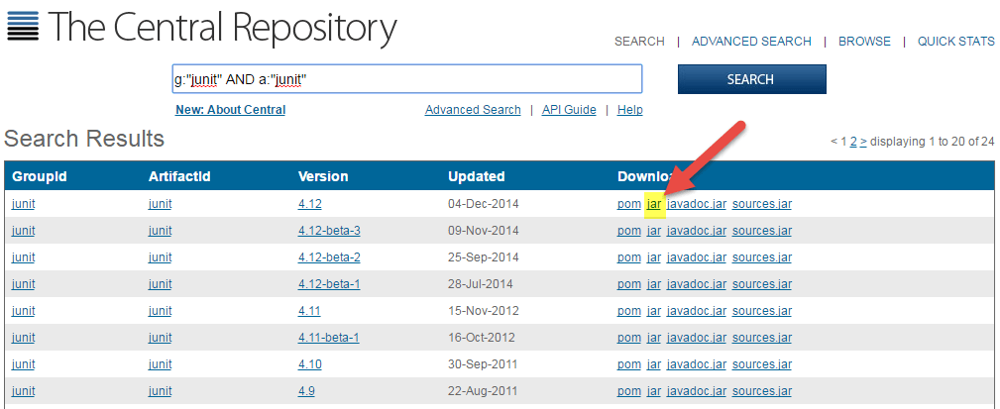 The Central Repository
SEARCH | ADVANCED SEARCH | BROWSE | QUICK STATS
g:"junit" AND a:"junit" SEARCH
New: About Central Advanced Search | API Guide | Help
Search Results < 1 2 > displaying 1 to 20 of 24
GroupId ArtifactId Version Updated Download
junit junit 4.12 04-Dec-2014 pom jar javadoc.jar sources.jar
junit junit 4.12-beta-3 09-Nov-2014 pom jar javadoc.jar sources.jar
junit junit 4.12-beta-2 25-Sep-2014 pom jar javadoc.jar sources.jar
junit junit 4.12-beta-1 28-Jul-2014 pom jar javadoc.jar sources.jar
junit junit 4.11 15-Nov-2012 pom jar javadoc.jar sources.jar
junit junit 4.11-beta-1 16-Oct-2012 pom jar javadoc.jar sources.jar
junit junit 4.10 30-Sep-2011 pom jar javadoc.jar sources.jar
junit junit 4.9 22-Aug-2011 pom jar javadoc.jar sources.jar